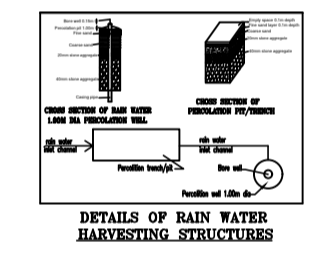 Bore well 0.15m
Percolation pit 1.00m
Fine sand
Coarse sand
20mm stone aggregate
40mm stone aggregate
Casing pipe
CROSS SECTION OF RAIN WATER
1.00M DIA PERCOLATION WELL
Empty space 0.1m depth
Fine sand layer 0.1m depth
Coarse sand
20mm stone aggregate
40mm stone aggregate
CROSS SECTION OF
PERCOLATION PIT/TRENCH
rain water
inlet channel
Percolation trench/pit
rain water
inlet channel
Bore well
Percolation well 1.00m dia
DETAILS OF RAIN WATER
HARVESTING STRUCTURES